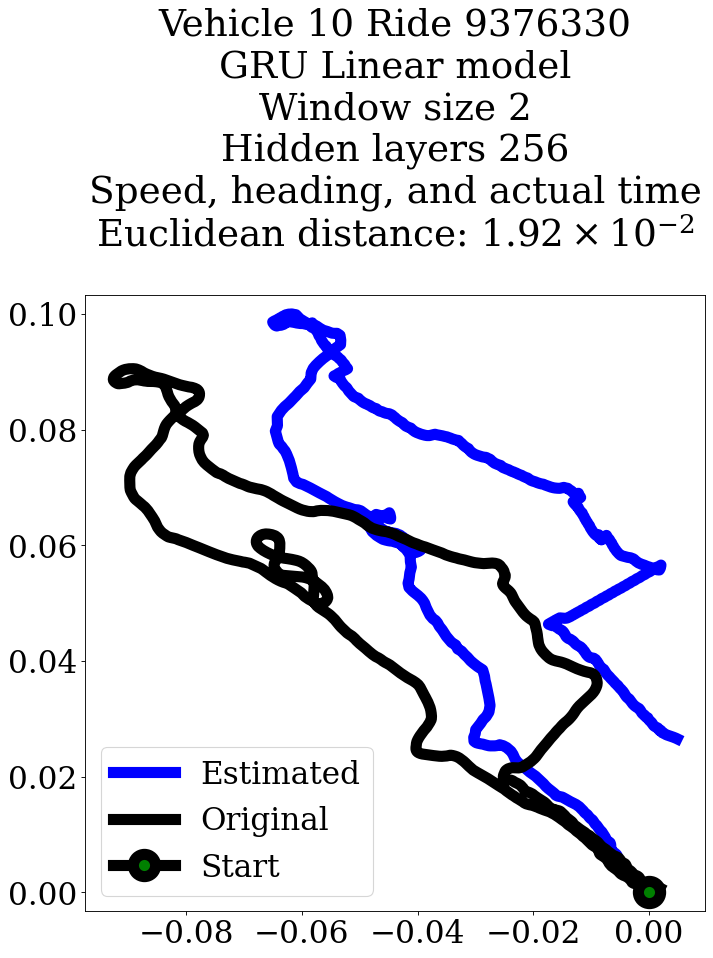 Vehicle 10 Ride 9376330
GRU Linear model
Window size 2
Hidden layers 256
Speed, heading, and actual time
Euclidean distance: 1.92 × 10⁻²
0.10
0.08
0.06
0.04
0.02
0.00
Estimated
Original
Start
−0.08 −0.06 −0.04 −0.02 0.00